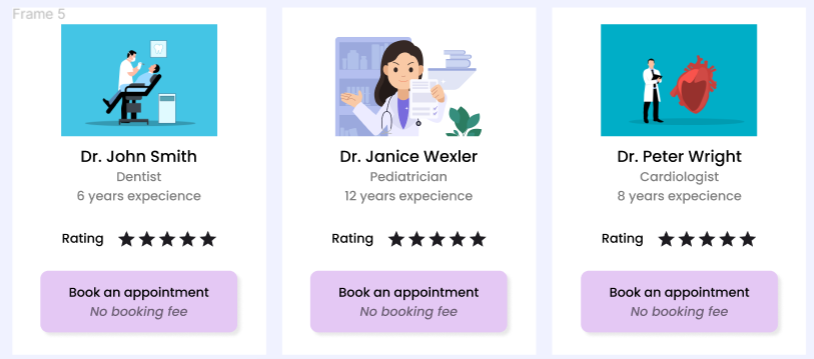 Frame 5
Dr. John Smith
Dentist
6 years expecience
Rating
Book an appointment
No booking fee
Dr. Janice Wexler
Pediatrician
12 years expecience
Rating
Book an appointment
No booking fee
Dr. Peter Wright
Cardiologist
8 years expecience
Rating
Book an appointment
No booking fee